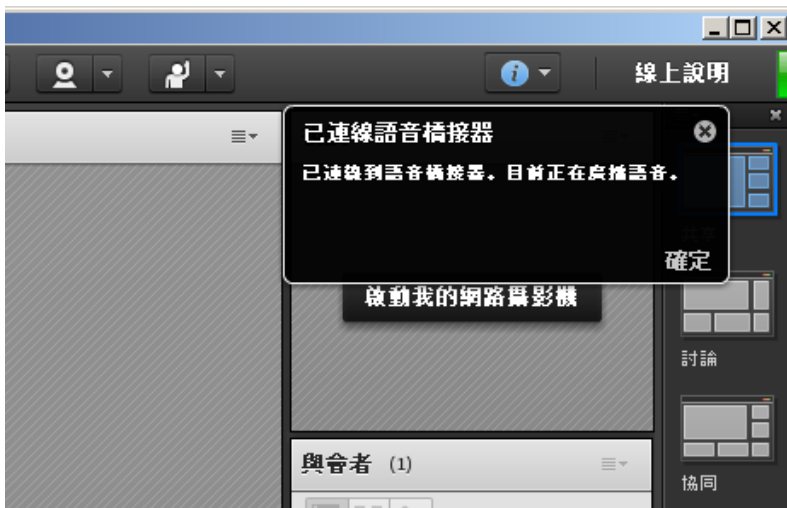 線上說明
已連線語音橋接器
已連線到語音橋接器。目前正在廣播語音。
確定
啟動我的網路攝影機
討論
與會者 (1)
協同